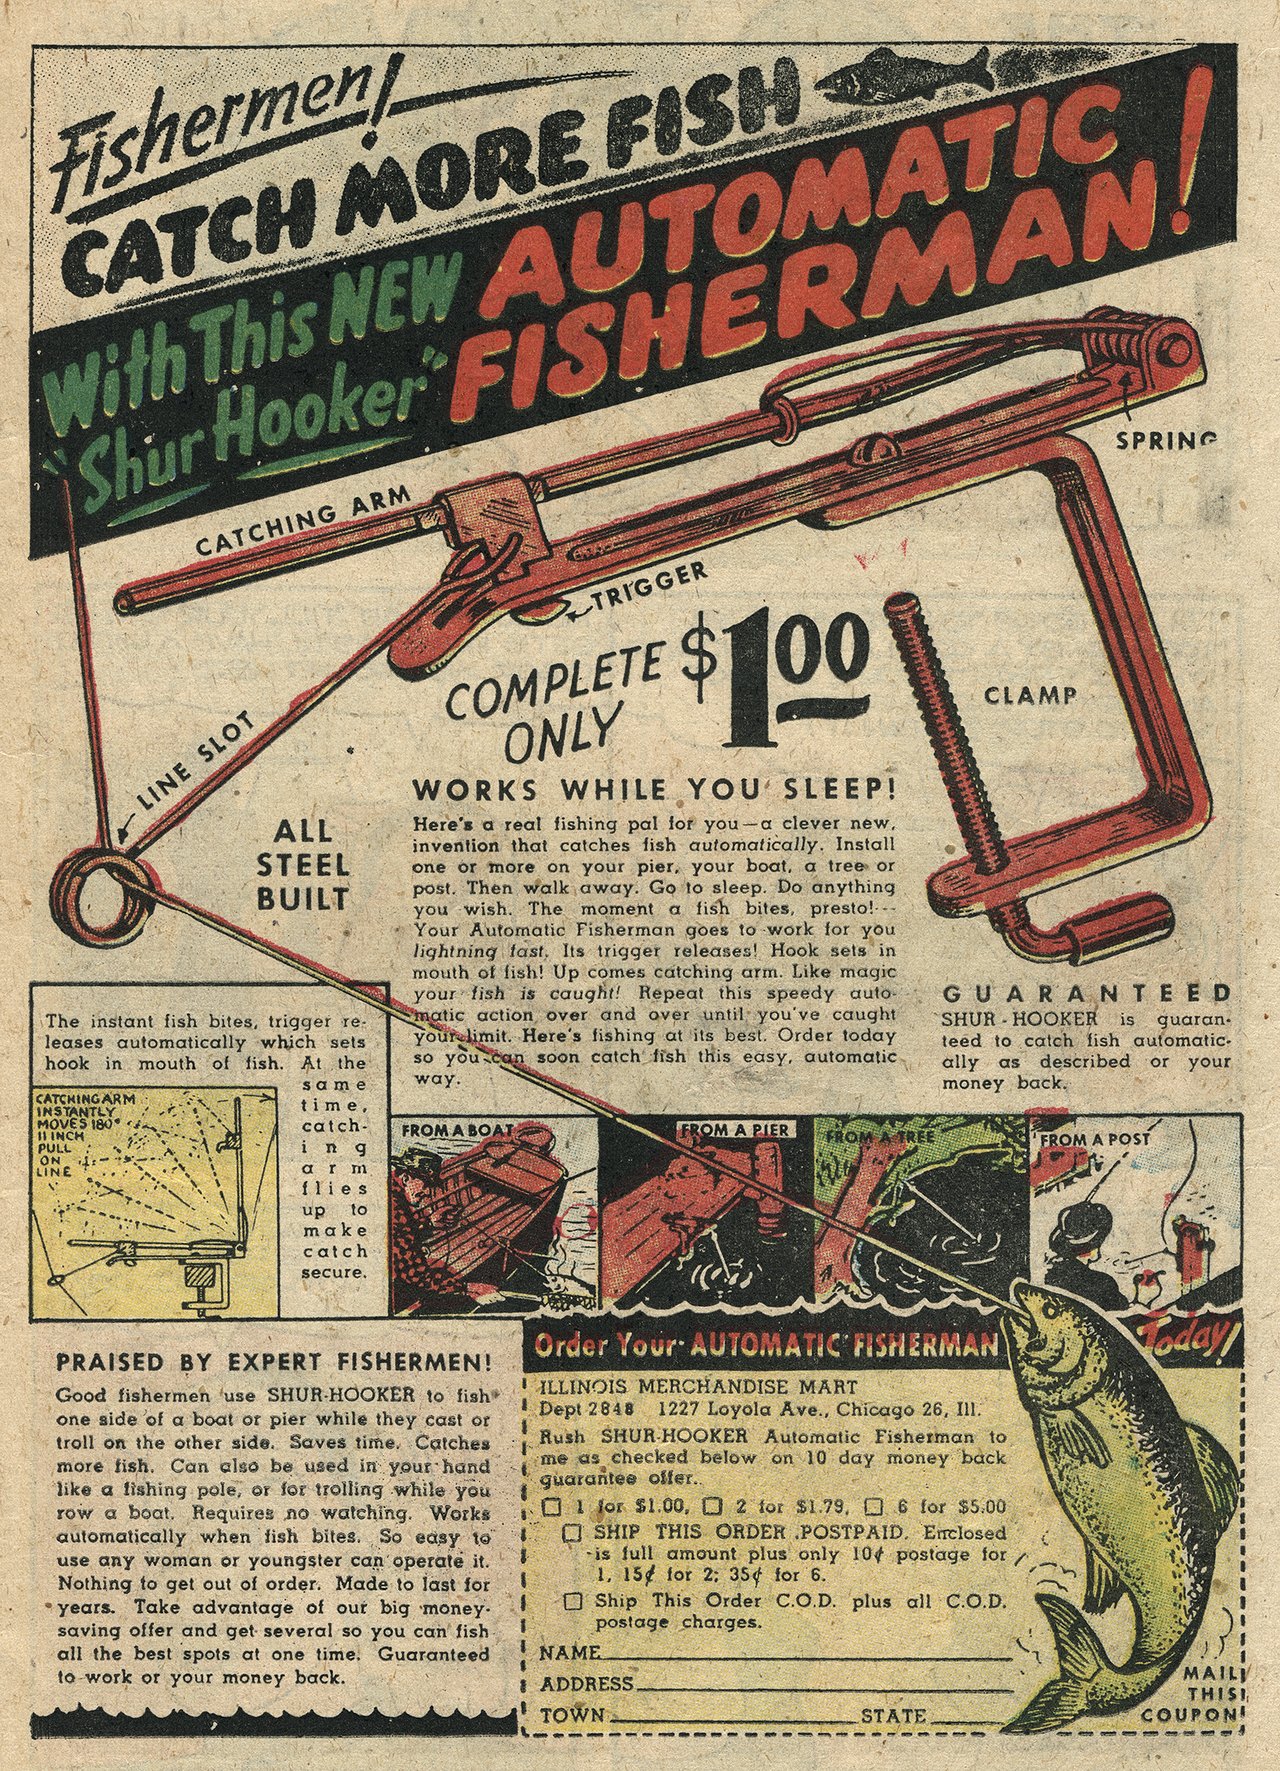 Fishermen!
CATCH MORE FISH
With This NEW AUTOMATIC
"Shur Hooker" FISHERMAN!
SPRING
CATCHING ARM
TRIGGER
COMPLETE $1.00
ONLY
CLAMP
LINE SLOT
ALL
STEEL
BUILT
WORKS WHILE YOU SLEEP!
Here's a real fishing pal for you—a clever new,
invention that catches fish automatically. Install
one or more on your pier, your boat, a tree or
post. Then walk away. Go to sleep. Do anything
you wish. The moment a fish bites, presto!--
Your Automatic Fisherman goes to work for you
lightning fast. Its trigger releases! Hook sets in
mouth of fish! Up comes catching arm. Like magic
your fish is caught! Repeat this speedy auto-
matic action over and over until you've caught
your limit. Here's fishing at its best. Order today
so you can soon catch fish this easy, automatic
way.
GUARANTEED
SHUR-HOOKER is guaran-
teed to catch fish automatic-
ally as described or your
money back.
The instant fish bites, trigger re-
leases automatically which sets
hook in mouth of fish. At the
same
time,
catch-
ing
arm
flies
up to
make
catch
secure.
CATCHING ARM
INSTANTLY
MOVES 180°
11 INCH
PULL
ON
LINE
FROM A BOAT
FROM A PIER
FROM A TREE
FROM A POST
PRAISED BY EXPERT FISHERMEN!
Good fishermen use SHUR-HOOKER to fish
one side of a boat or pier while they cast or
troll on the other side. Saves time. Catches
more fish. Can also be used in your hand
like a fishing pole, or for trolling while you
row a boat. Requires no watching. Works
automatically when fish bites. So easy to
use any woman or youngster can operate it.
Nothing to get out of order. Made to last for
years. Take advantage of our big money-
saving offer and get several so you can fish
all the best spots at one time. Guaranteed
to work or your money back.
Order Your AUTOMATIC FISHERMAN Today!
ILLINOIS MERCHANDISE MART
Dept 2848 1227 Loyola Ave., Chicago 26, Ill.
Rush SHUR-HOOKER Automatic Fisherman to
me as checked below on 10 day money back
guarantee offer.
☐ 1 for $1.00, ☐ 2 for $1.79, ☐ 6 for $5.00
☐ SHIP THIS ORDER POSTPAID. Enclosed
is full amount plus only 10¢ postage for
1, 15¢ for 2; 35¢ for 6.
☐ Ship This Order C.O.D. plus all C.O.D.
postage charges.
NAME
ADDRESS
TOWN STATE
MAIL
THIS
COUPON